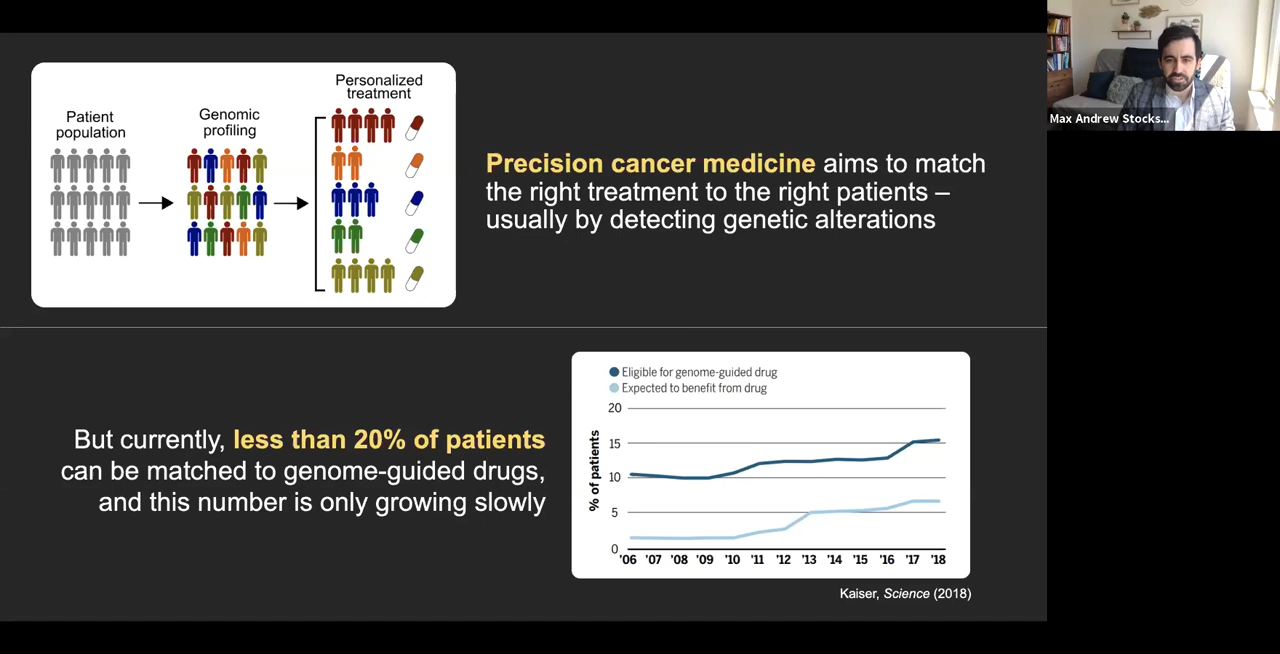 Patient
population
Genomic
profiling
Personalized
treatment
Precision cancer medicine aims to match
the right treatment to the right patients –
usually by detecting genetic alterations
Max Andrew Stocks...
But currently, less than 20% of patients
can be matched to genome-guided drugs,
and this number is only growing slowly
Eligible for genome-guided drug
Expected to benefit from drug
% of patients
20
15
10
5
0
'06 '07 '08 '09 '10 '11 '12 '13 '14 '15 '16 '17 '18
Kaiser, Science (2018)